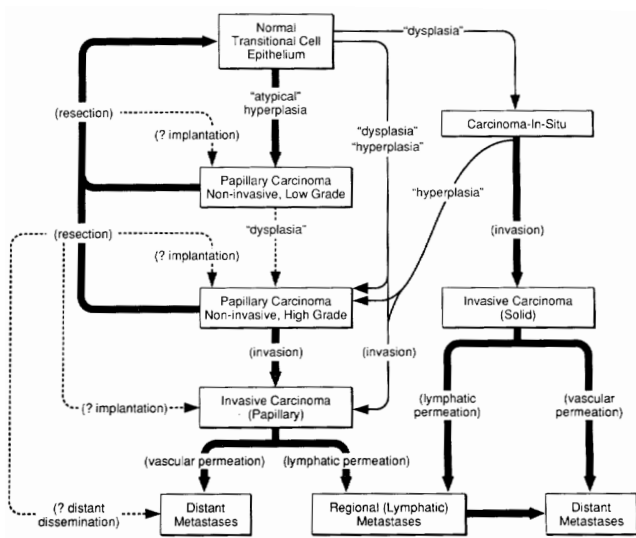 Normal
Transitional Cell
Epithelium
"dysplasia"
"atypical"
hyperplasia
(resection)
(? implantation)
"dysplasia"
"hyperplasia"
Carcinoma-In-Situ
Papillary Carcinoma
Non-invasive, Low Grade
"hyperplasia"
(resection)
"dysplasia"
(? implantation)
(invasion)
Papillary Carcinoma
Non-invasive, High Grade
Invasive Carcinoma
(Solid)
(invasion)
(invasion)
(? implantation)
Invasive Carcinoma
(Papillary)
(lymphatic
permeation)
(vascular
permeation)
(vascular permeation)
(lymphatic permeation)
(? distant
dissemination)
Distant
Metastases
Regional (Lymphatic)
Metastases
Distant
Metastases